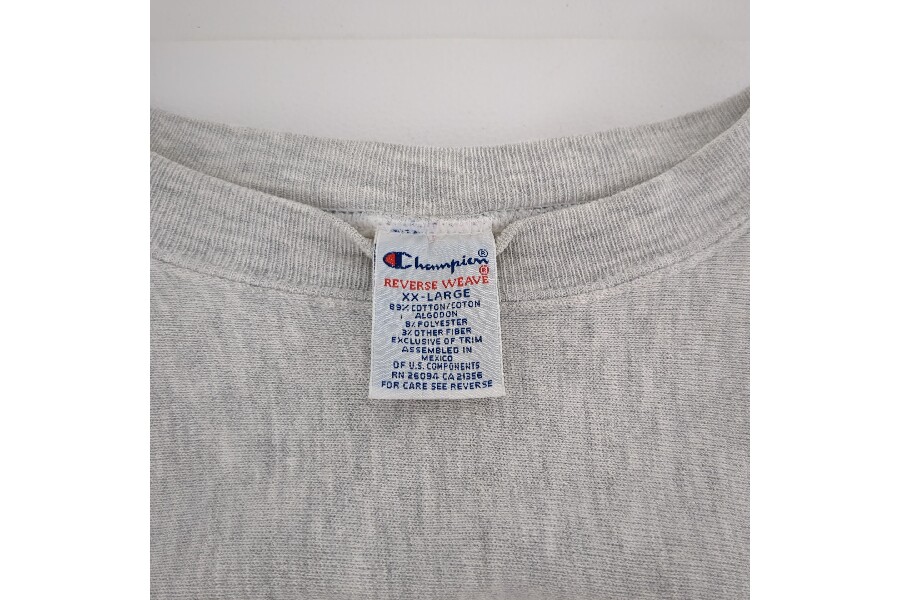 Champion®
REVERSE WEAVE®
XX-LARGE
89% COTTON/COTON
ALGODON
8% POLYESTER
3% OTHER FIBER
EXCLUSIVE OF TRIM
ASSEMBLED IN
MEXICO
OF U.S. COMPONENTS
RN 26094 CA 21356
FOR CARE SEE REVERSE